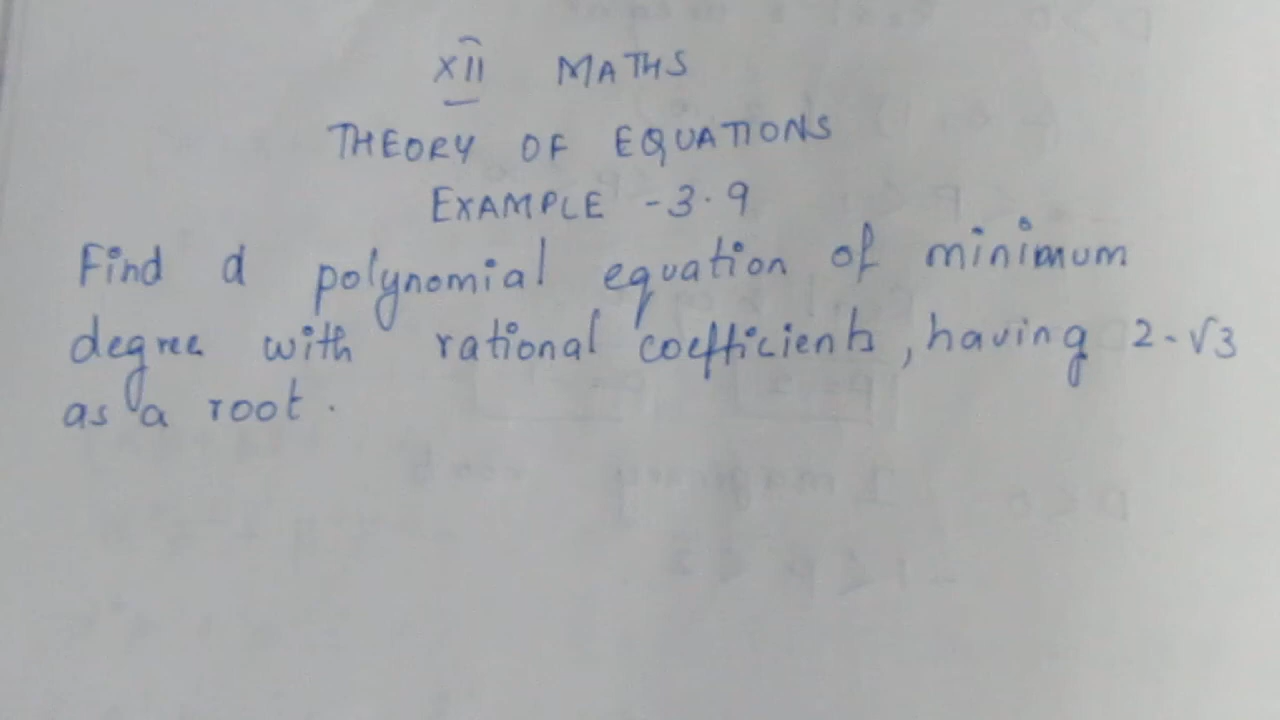 XII MATHS
THEORY OF EQUATIONS
EXAMPLE - 3.9
Find a polynomial equation of minimum
degree with rational coefficients, having 2-√3
as a root.